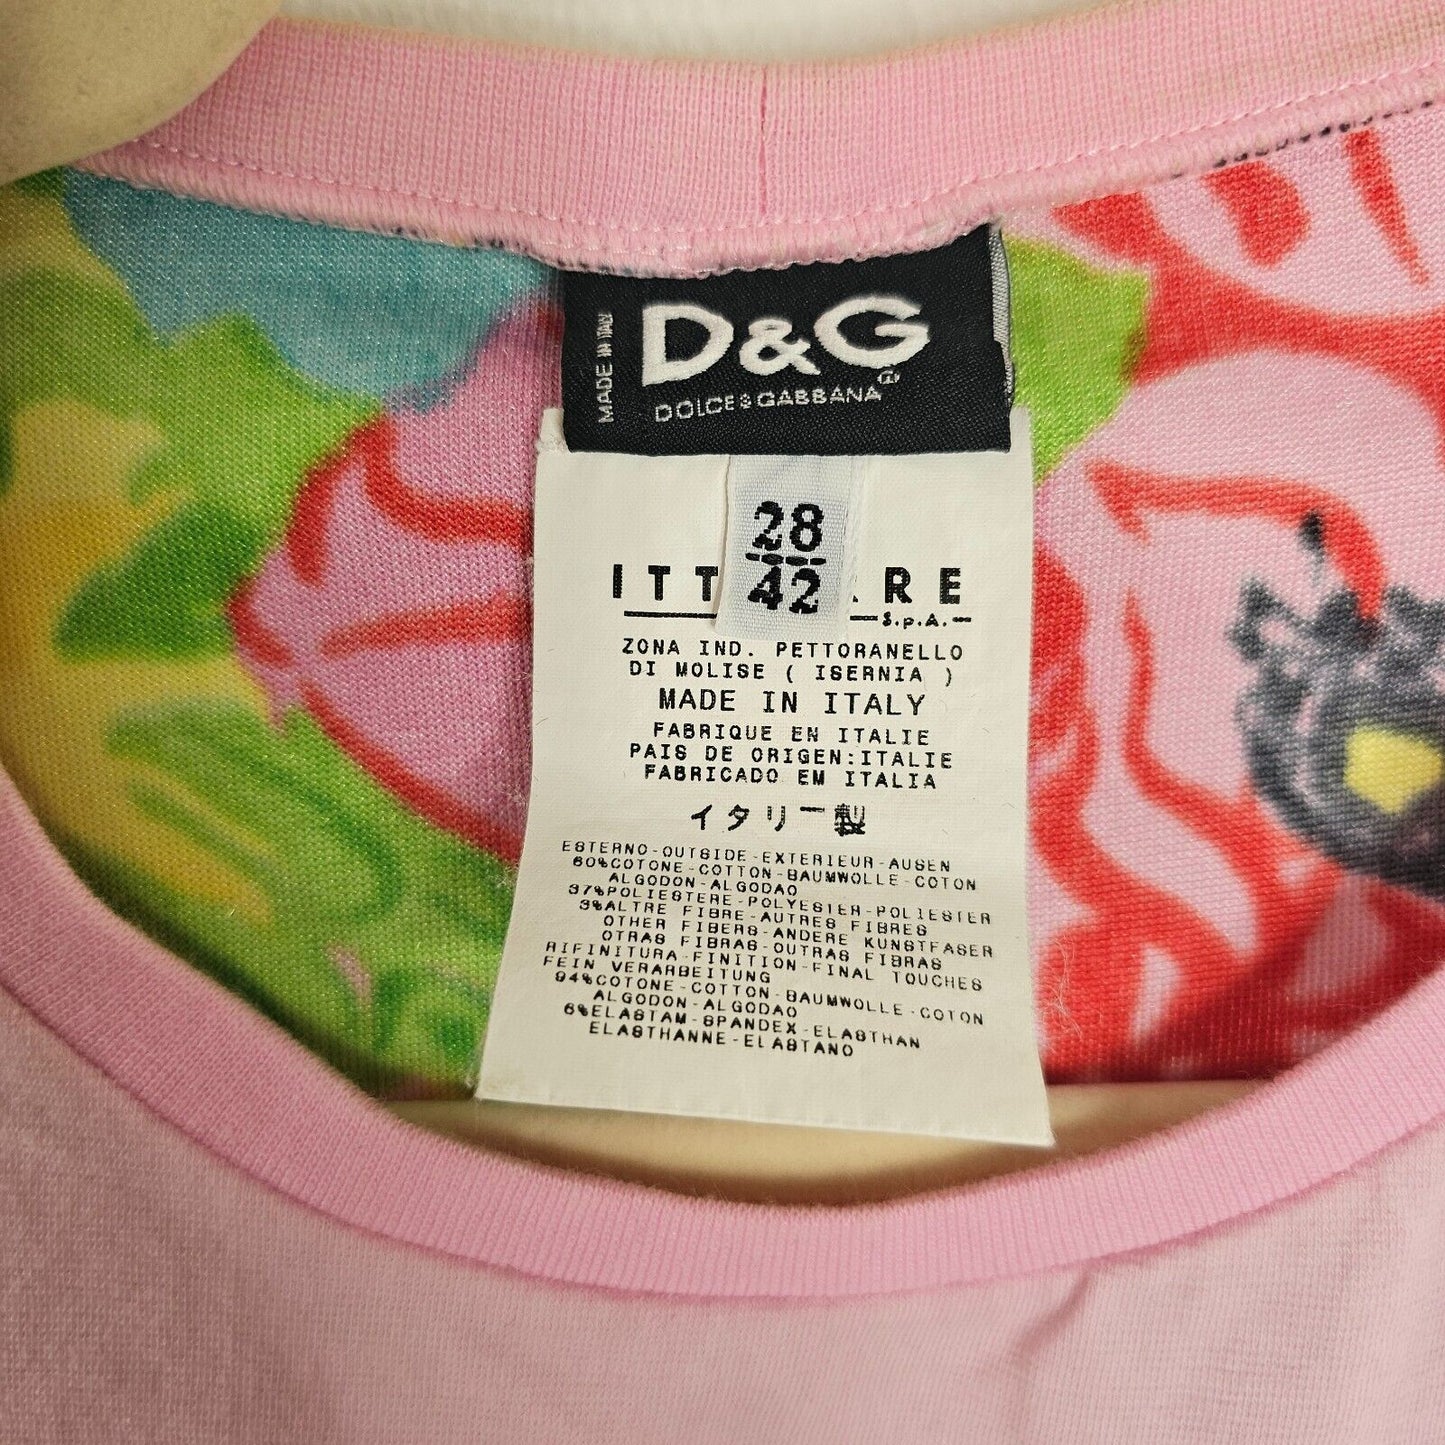 MADE IN ITALY
D&G
DOLCE&GABBANA
28
42
ITT RE
S.p.A.
ZONA IND. PETTORANELLO
DI MOLISE ( ISERNIA )
MADE IN ITALY
FABRIQUE EN ITALIE
PAIS DE ORIGEN:ITALIE
FABRICADO EM ITALIA
イタリー製
ESTERNO-OUTSIDE-EXTERIEUR-AUSEN
60%COTONE-COTTON-BAUMWOLLE-COTON
ALGODON-ALGODAO
37%POLIESTERE-POLYESTER-POLIESTER
3%ALTRE FIBRE-AUTRES FIBRES
OTHER FIBERS-ANDERE KUNSTFASER
OTRAS FIBRAS-OUTRAS FIBRAS
RIFINITURA-FINITION-FINAL TOUCHES
FEIN VERARBEITUNG
94%COTONE-COTTON-BAUMWOLLE-COTON
ALGODON-ALGODAO
6%ELASTAM-SPANDEX-ELASTHAN
ELASTHANNE-ELASTANO